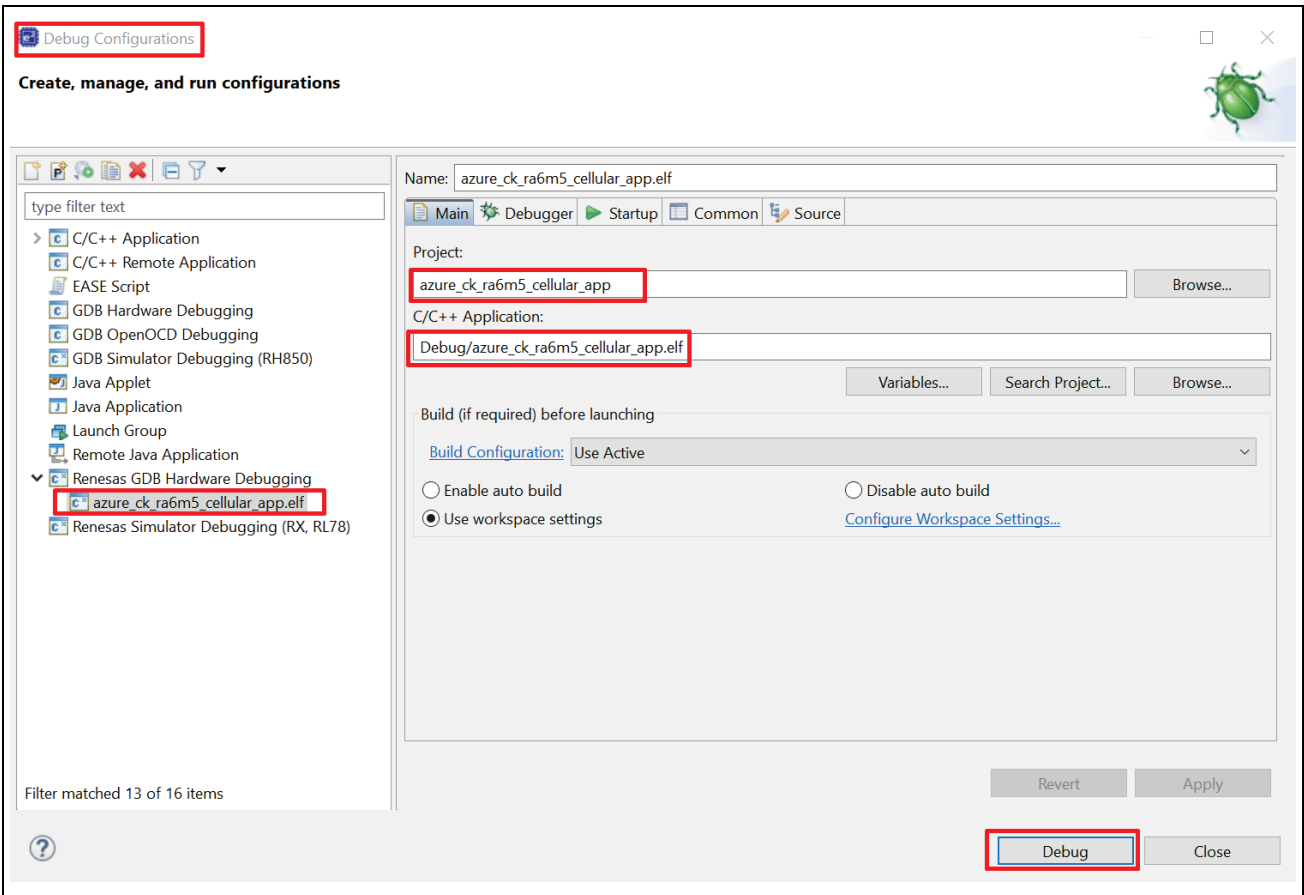 Debug Configurations
Create, manage, and run configurations
type filter text
C/C++ Application
C/C++ Remote Application
EASE Script
GDB Hardware Debugging
GDB OpenOCD Debugging
GDB Simulator Debugging (RH850)
Java Applet
Java Application
Launch Group
Remote Java Application
Renesas GDB Hardware Debugging
azure_ck_ra6m5_cellular_app.elf
Renesas Simulator Debugging (RX, RL78)
Filter matched 13 of 16 items
Name: azure_ck_ra6m5_cellular_app.elf
Main Debugger Startup Common Source
Project:
azure_ck_ra6m5_cellular_app Browse...
C/C++ Application:
Debug/azure_ck_ra6m5_cellular_app.elf
Variables... Search Project... Browse...
Build (if required) before launching
Build Configuration: Use Active
Enable auto build Disable auto build
Use workspace settings Configure Workspace Settings...
Revert Apply
Debug Close